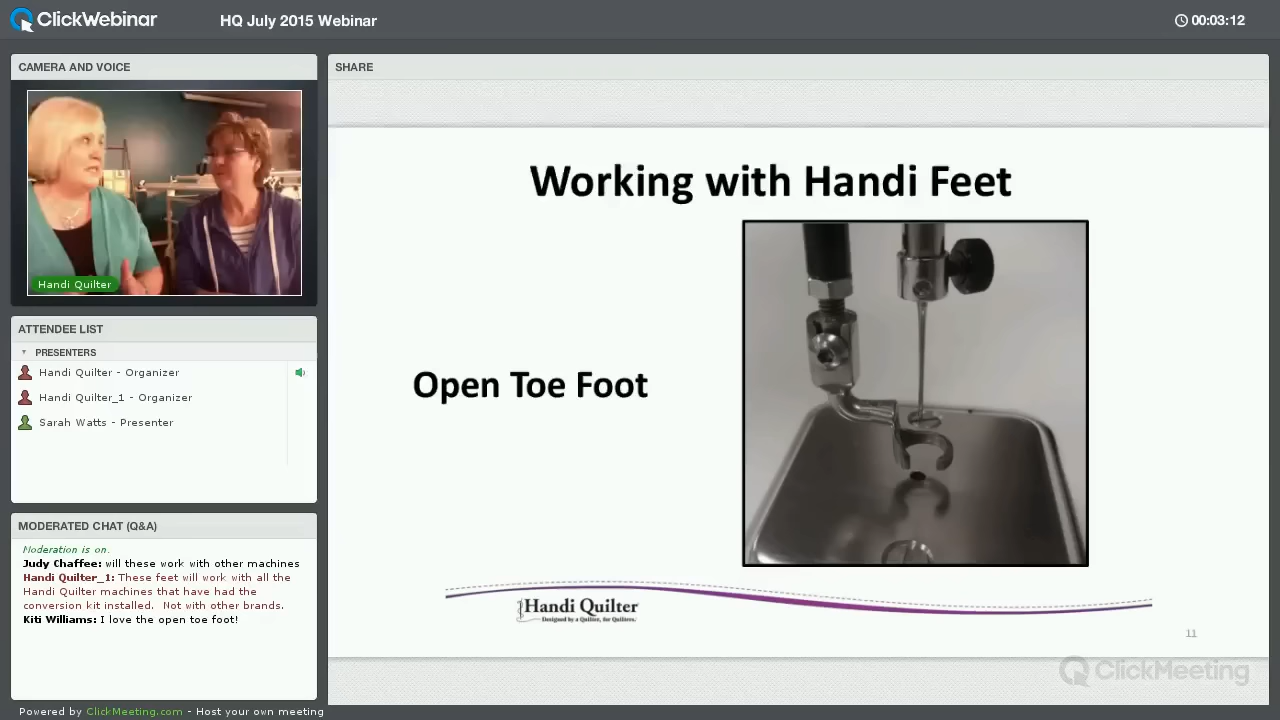 ClickWebinar
HQ July 2015 Webinar
00:03:12
CAMERA AND VOICE
Handi Quilter
ATTENDEE LIST
PRESENTERS
Handi Quilter - Organizer
Handi Quilter_1 - Organizer
Sarah Watts - Presenter
MODERATED CHAT (Q&A)
Moderation is on.
Judy Chaffee: will these work with other machines
Handi Quilter_1: These feet will work with all the
Handi Quilter machines that have had the
conversion kit installed. Not with other brands.
Kiti Williams: I love the open toe foot!
Powered by ClickMeeting.com - Host your own meeting
SHARE
Working with Handi Feet
Open Toe Foot
Handi Quilter
Designed by a Quilter, for Quilters.
11
ClickMeeting